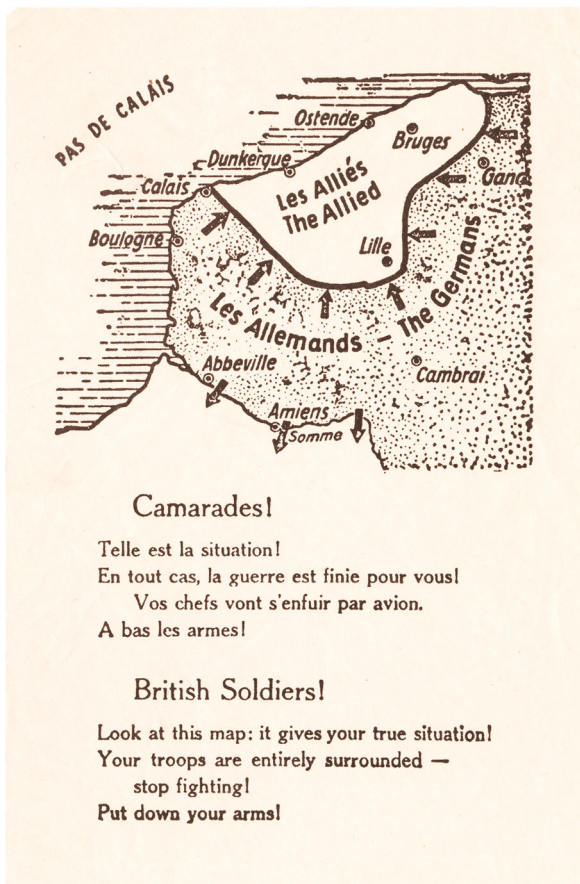 PAS DE CALAIS
Ostende
Bruges
Dunkerque
Gand
Calais
Les Alliés
The Allied
Boulogne
Lille
Les Allemands – The Germans
Abbeville
Cambrai
Amiens
Somme
Camarades!
Telle est la situation!
En tout cas, la guerre est finie pour vous!
Vos chefs vont s'enfuir par avion.
A bas les armes!
British Soldiers!
Look at this map: it gives your true situation!
Your troops are entirely surrounded —
stop fighting!
Put down your arms!